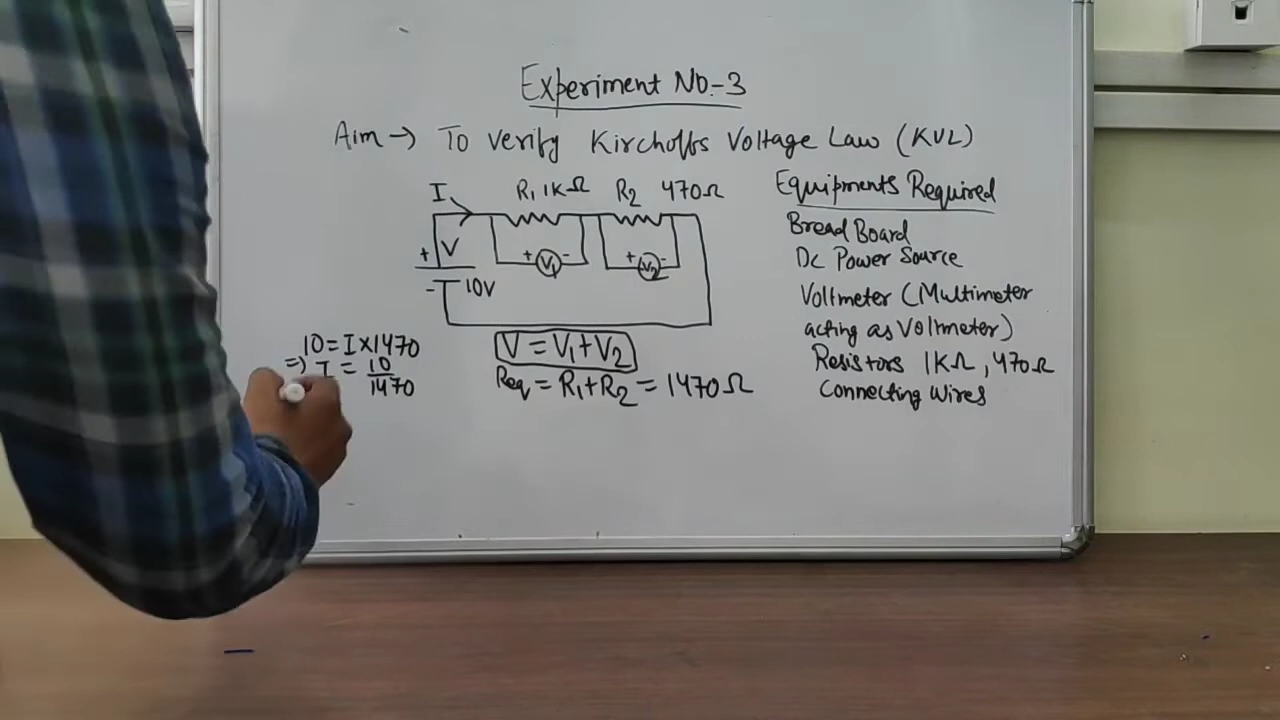 Experiment No.-3
Aim → To verify Kirchoffs Voltage Law (KVL)
I R1 1KΩ R2 470Ω
+ V + V1 - + V2 -
- 10V
V = V1 + V2
Req = R1 + R2 = 1470Ω
10 = I × 1470
⇒ I = 10/1470
Equipments Required
Bread Board
Dc Power Source
Voltmeter (Multimeter
acting as Voltmeter)
Resistors 1KΩ, 470Ω
Connecting Wires